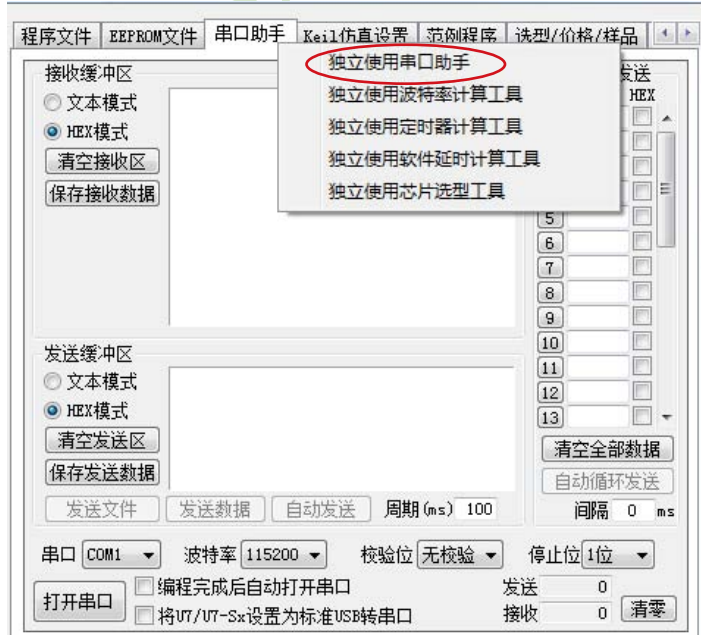 程序文件 EEPROM文件 串口助手 Keil仿真设置 范例程序 选型/价格/样品
独立使用串口助手
独立使用波特率计算工具
独立使用定时器计算工具
独立使用软件延时计算工具
独立使用芯片选型工具
接收缓冲区
文本模式
HEX模式
清空接收区
保存接收数据
发送
HEX
5
6
7
8
9
10
11
12
13
清空全部数据
自动循环发送
间隔 0 ms
发送缓冲区
文本模式
HEX模式
清空发送区
保存发送数据
发送文件 发送数据 自动发送 周期(ms) 100
串口 COM1 波特率 115200 校验位 无校验 停止位 1位
打开串口
编程完成后自动打开串口
将U7/U7-Sx设置为标准USB转串口
发送 0
接收 0
清零